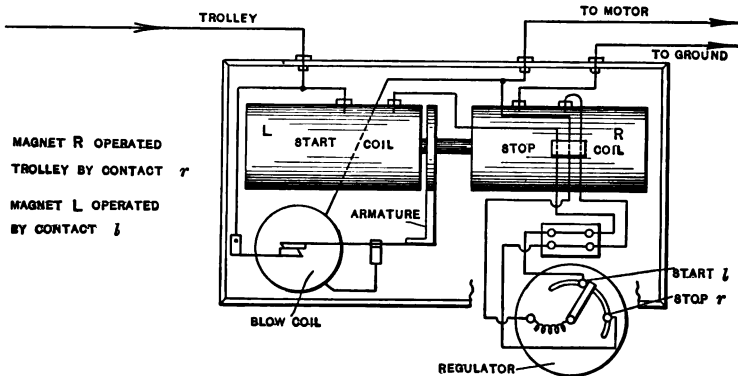 TROLLEY
TO MOTOR
TO GROUND
L
START COIL
STOP COIL
R
MAGNET R OPERATED
TROLLEY BY CONTACT r
MAGNET L OPERATED
BY CONTACT l
ARMATURE
BLOW COIL
START l
STOP r
REGULATOR